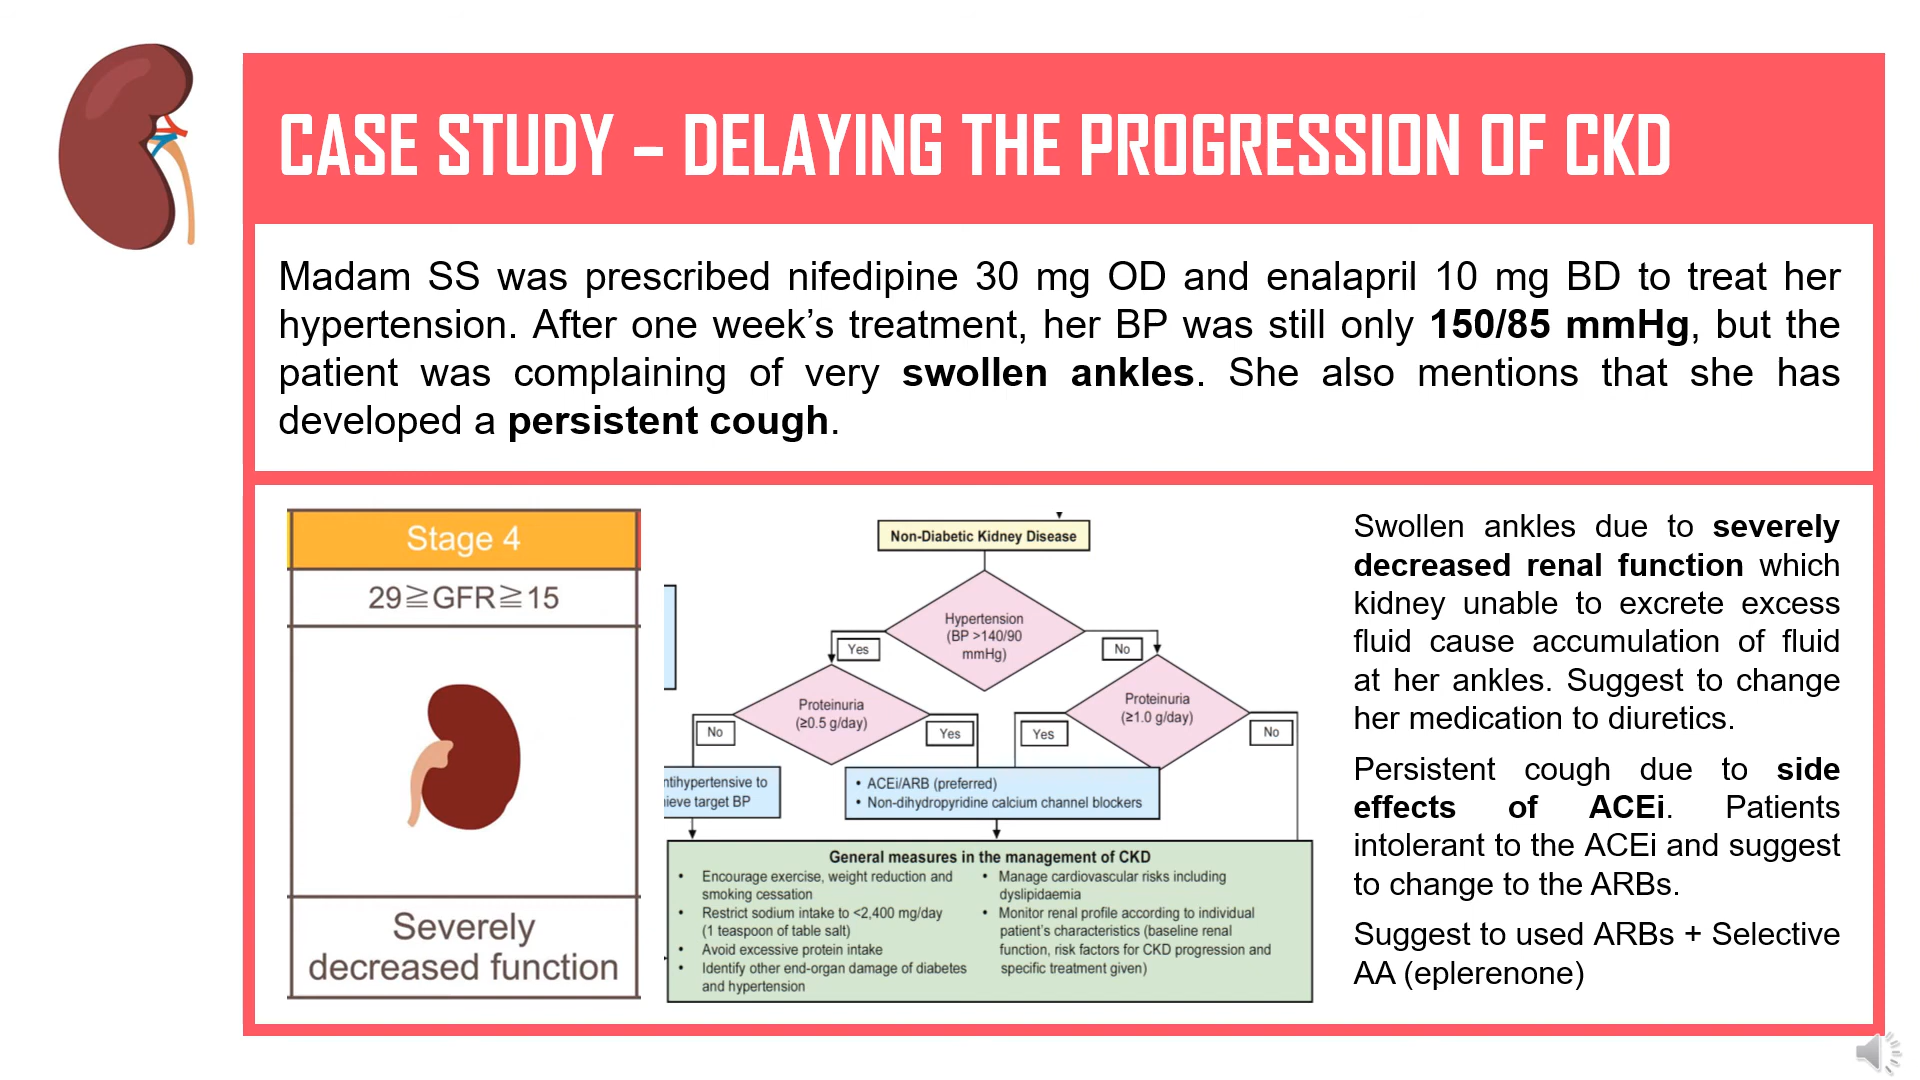 CASE STUDY – DELAYING THE PROGRESSION OF CKD
Madam SS was prescribed nifedipine 30 mg OD and enalapril 10 mg BD to treat her
hypertension. After one week’s treatment, her BP was still only 150/85 mmHg, but the
patient was complaining of very swollen ankles. She also mentions that she has
developed a persistent cough.
Stage 4
29≧GFR≧15
Severely
decreased function
Non-Diabetic Kidney Disease
Hypertension
(BP >140/90
mmHg)
Yes
No
Proteinuria
(≥0.5 g/day)
Proteinuria
(≥1.0 g/day)
No
Yes
Yes
No
ntihypertensive to
ieve target BP
• ACEi/ARB (preferred)
• Non-dihydropyridine calcium channel blockers
General measures in the management of CKD
• Encourage exercise, weight reduction and
smoking cessation
• Restrict sodium intake to <2,400 mg/day
(1 teaspoon of table salt)
• Avoid excessive protein intake
• Identify other end-organ damage of diabetes
and hypertension
• Manage cardiovascular risks including
dyslipidaemia
• Monitor renal profile according to individual
patient’s characteristics (baseline renal
function, risk factors for CKD progression and
specific treatment given)
Swollen ankles due to severely
decreased renal function which
kidney unable to excrete excess
fluid cause accumulation of fluid
at her ankles. Suggest to change
her medication to diuretics.
Persistent cough due to side
effects of ACEi. Patients
intolerant to the ACEi and suggest
to change to the ARBs.
Suggest to used ARBs + Selective
AA (eplerenone)